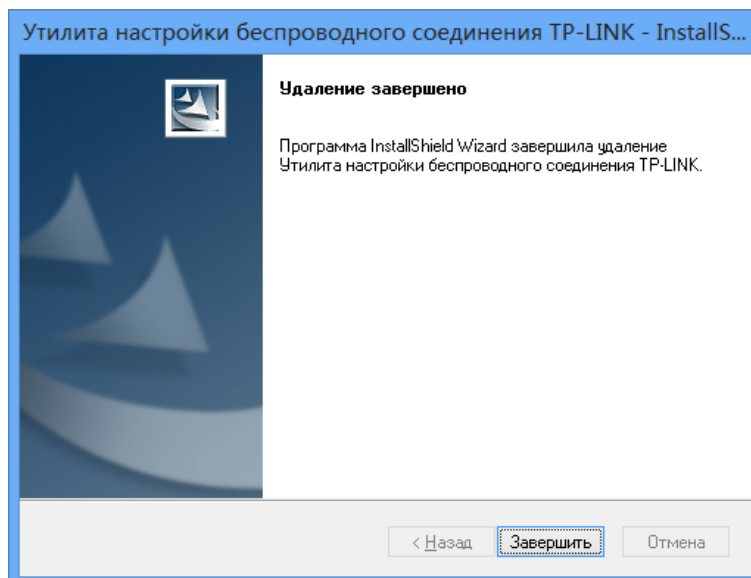 Утилита настройки беспроводного соединения TP-LINK - InstallS...
Удаление завершено
Программа InstallShield Wizard завершила удаление
Утилита настройки беспроводного соединения TP-LINK.
< Назад
Завершить
Отмена